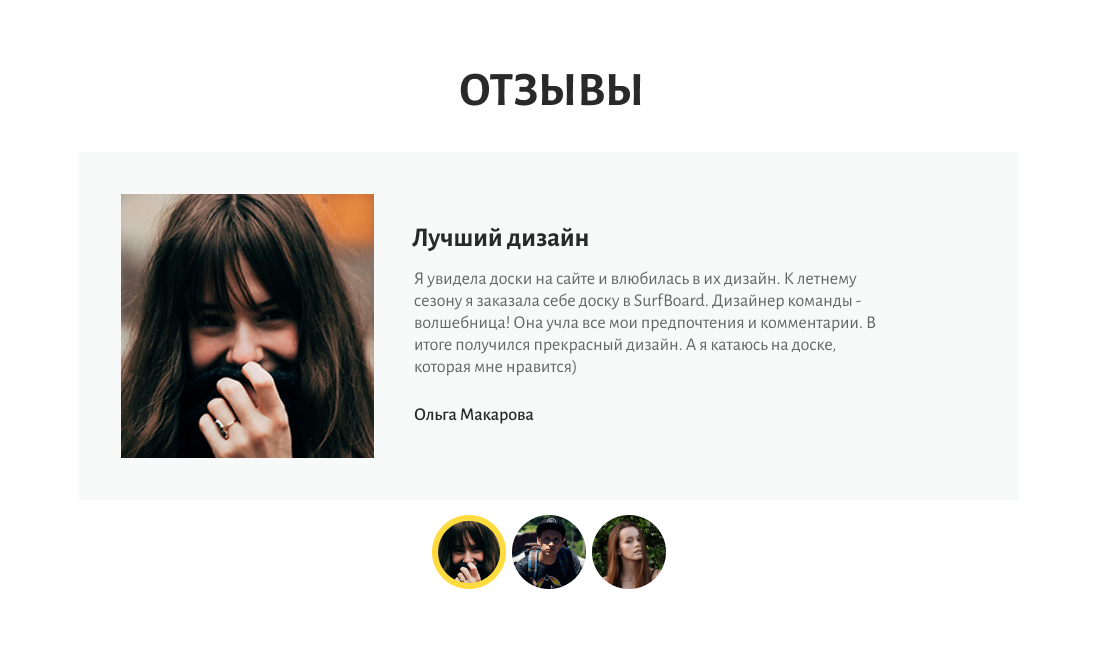 ОТЗЫВЫ
Лучший дизайн
Я увидела доски на сайте и влюбилась в их дизайн. К летнему
сезону я заказала себе доску в SurfBoard. Дизайнер команды -
волшебница! Она учла все мои предпочтения и комментарии. В
итоге получился прекрасный дизайн. А я катаюсь на доске,
которая мне нравится)
Ольга Макарова